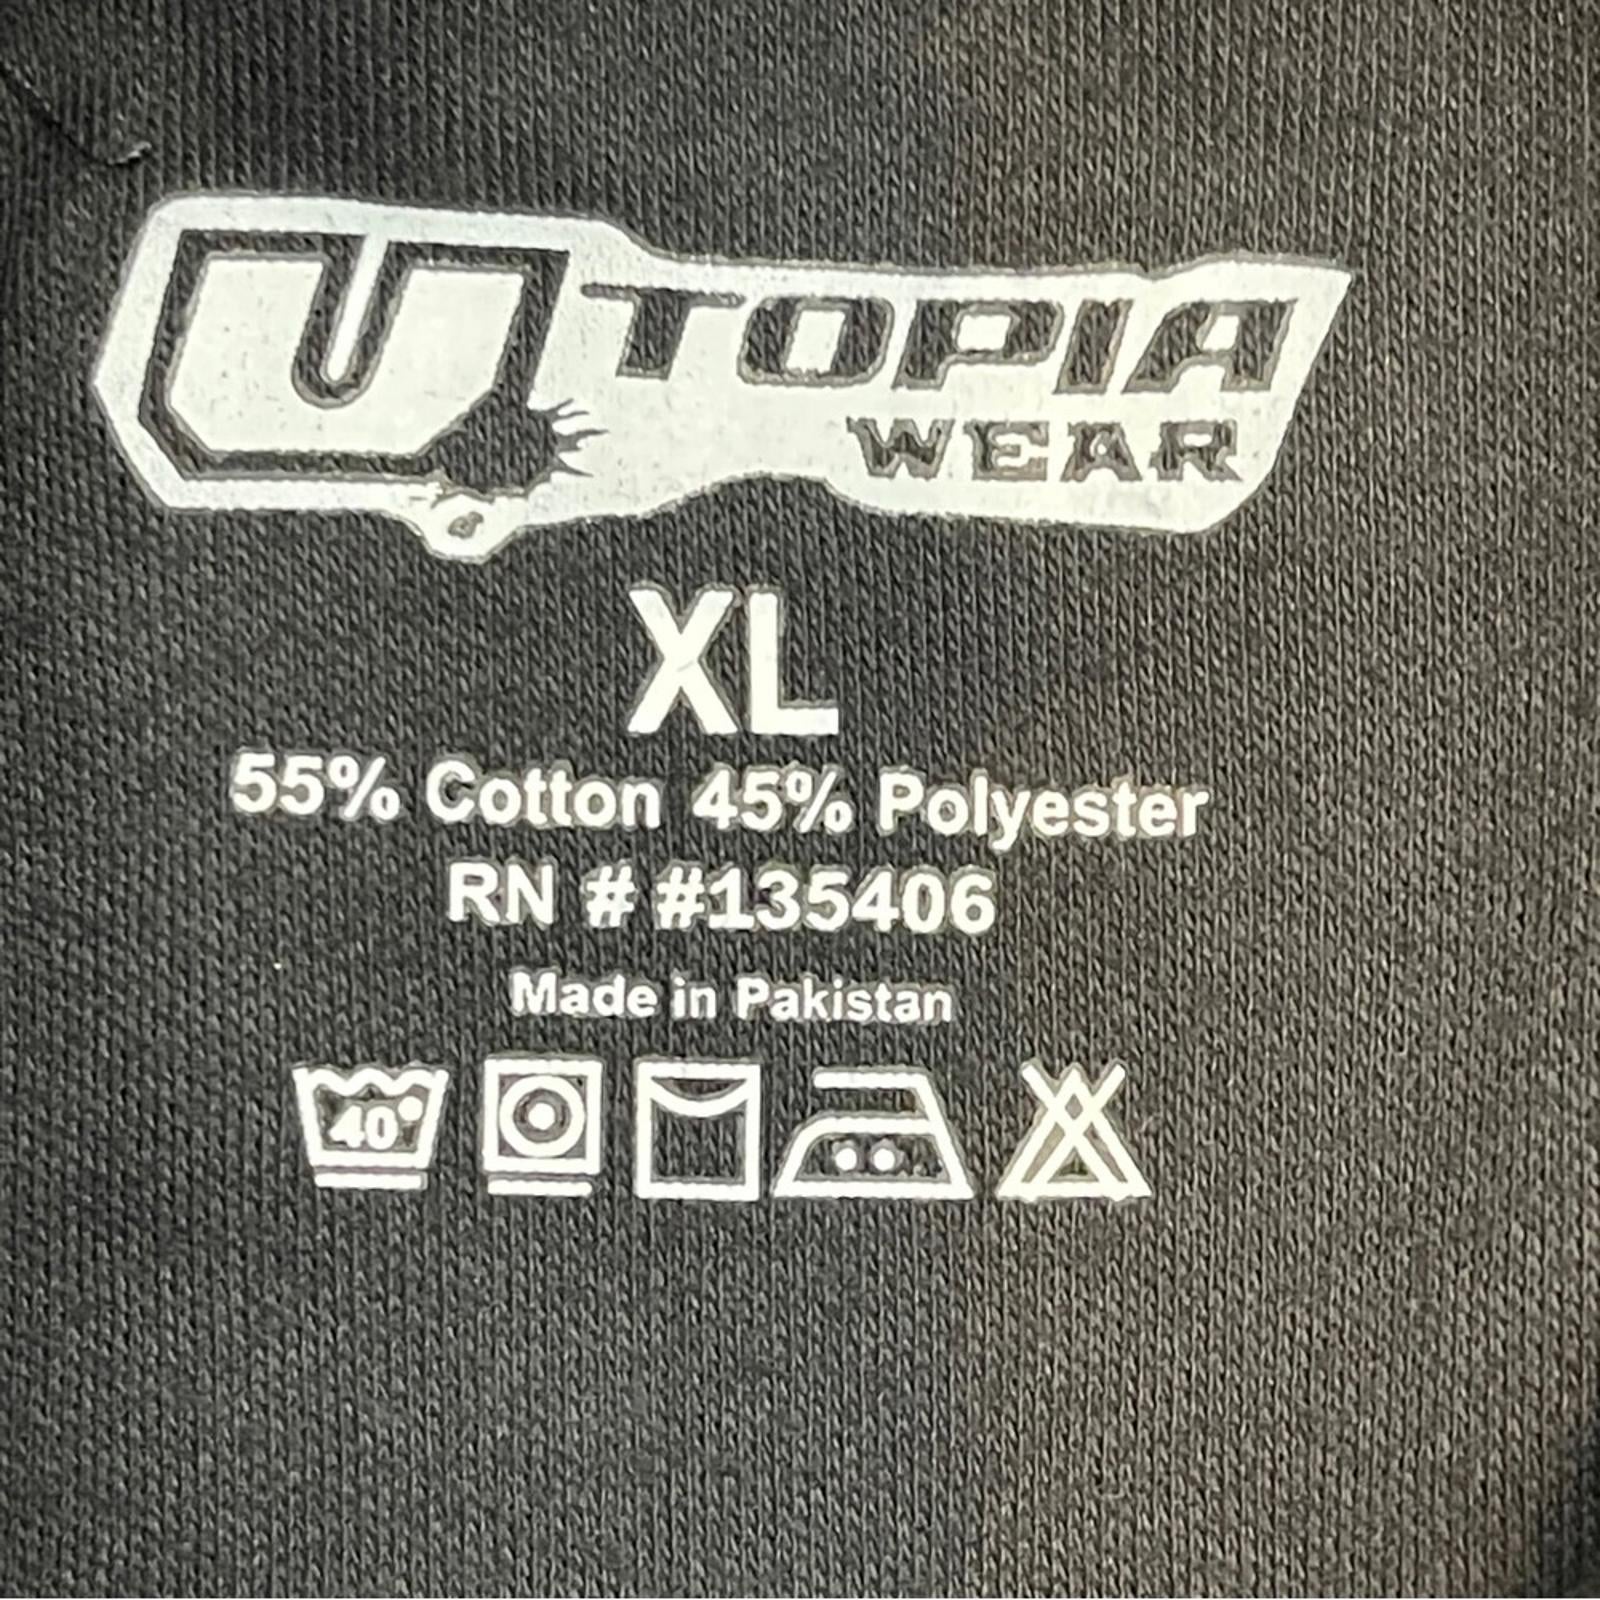 UTOPIA
WEAR
XL
55% Cotton 45% Polyester
RN # #135406
Made in Pakistan
40°